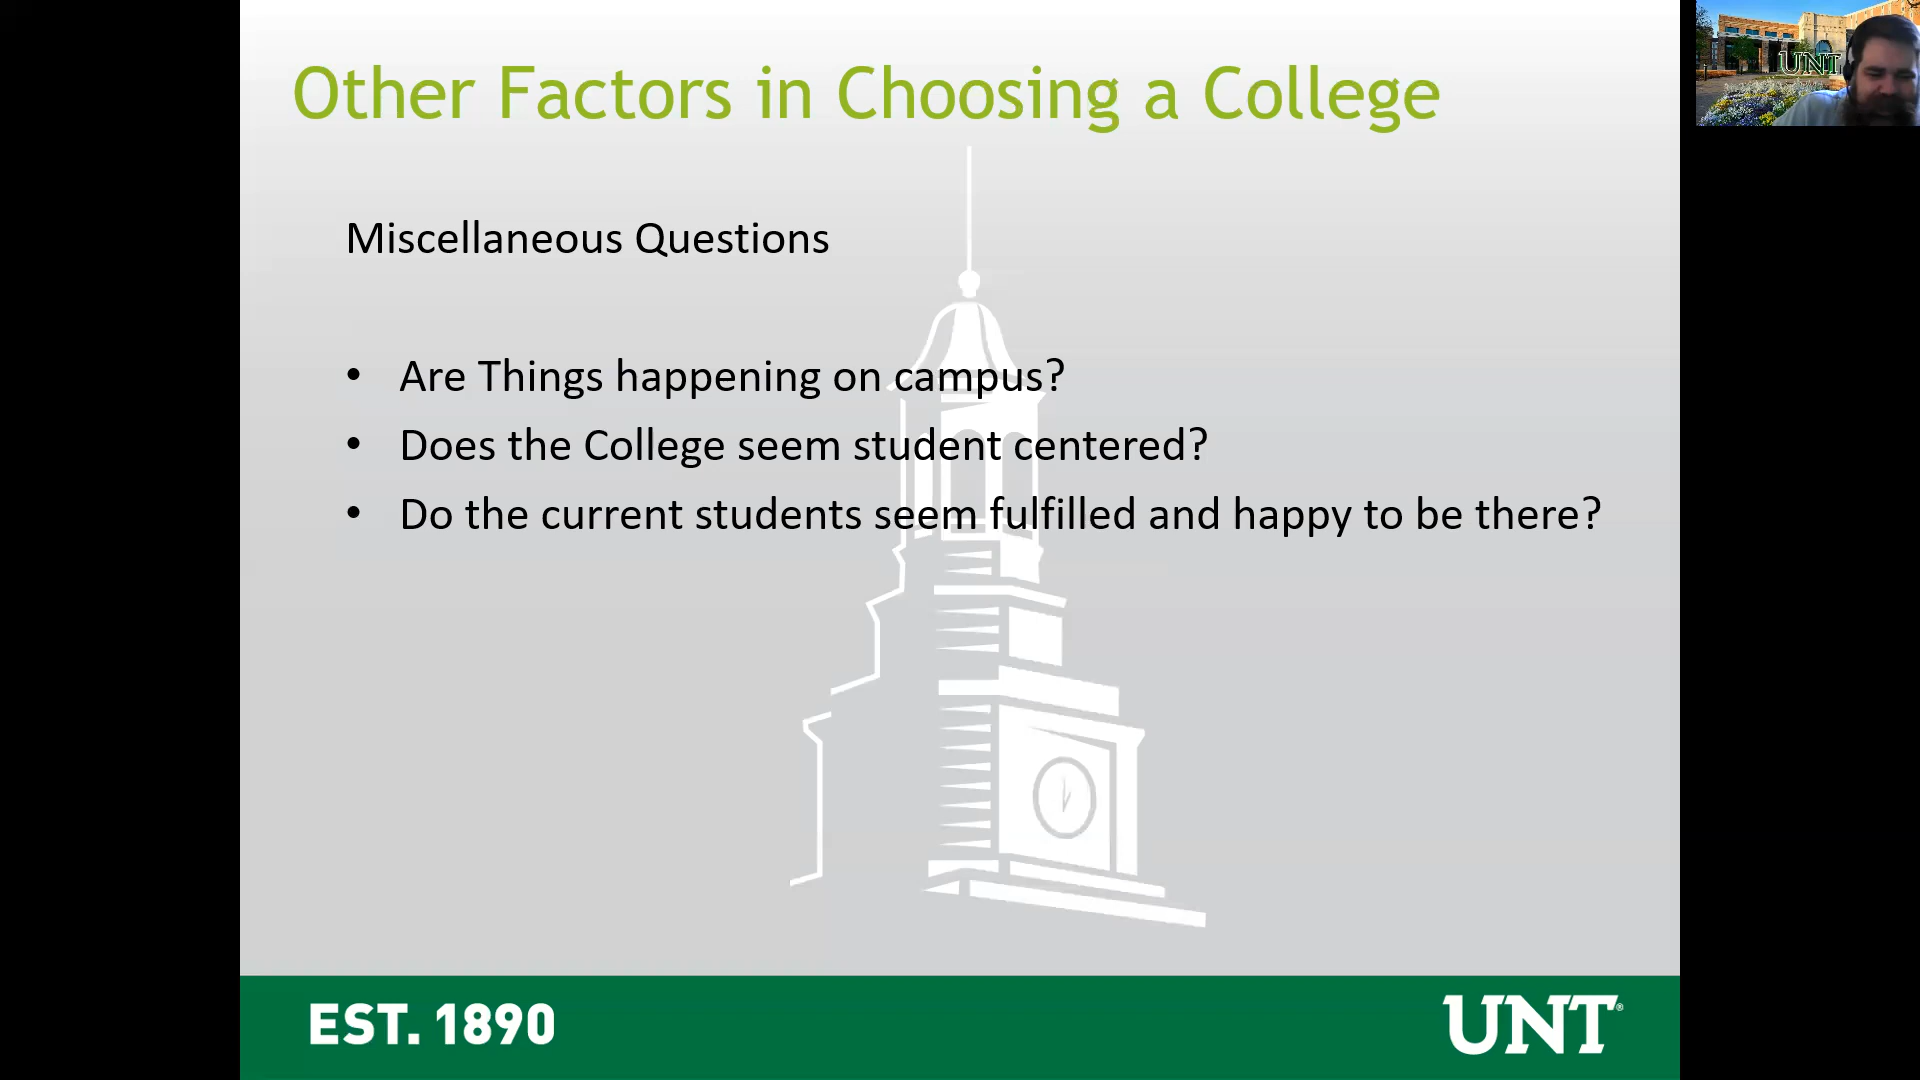 Other Factors in Choosing a College
UNT
Miscellaneous Questions
• Are Things happening on campus?
• Does the College seem student centered?
• Do the current students seem fulfilled and happy to be there?
EST. 1890
UNT®